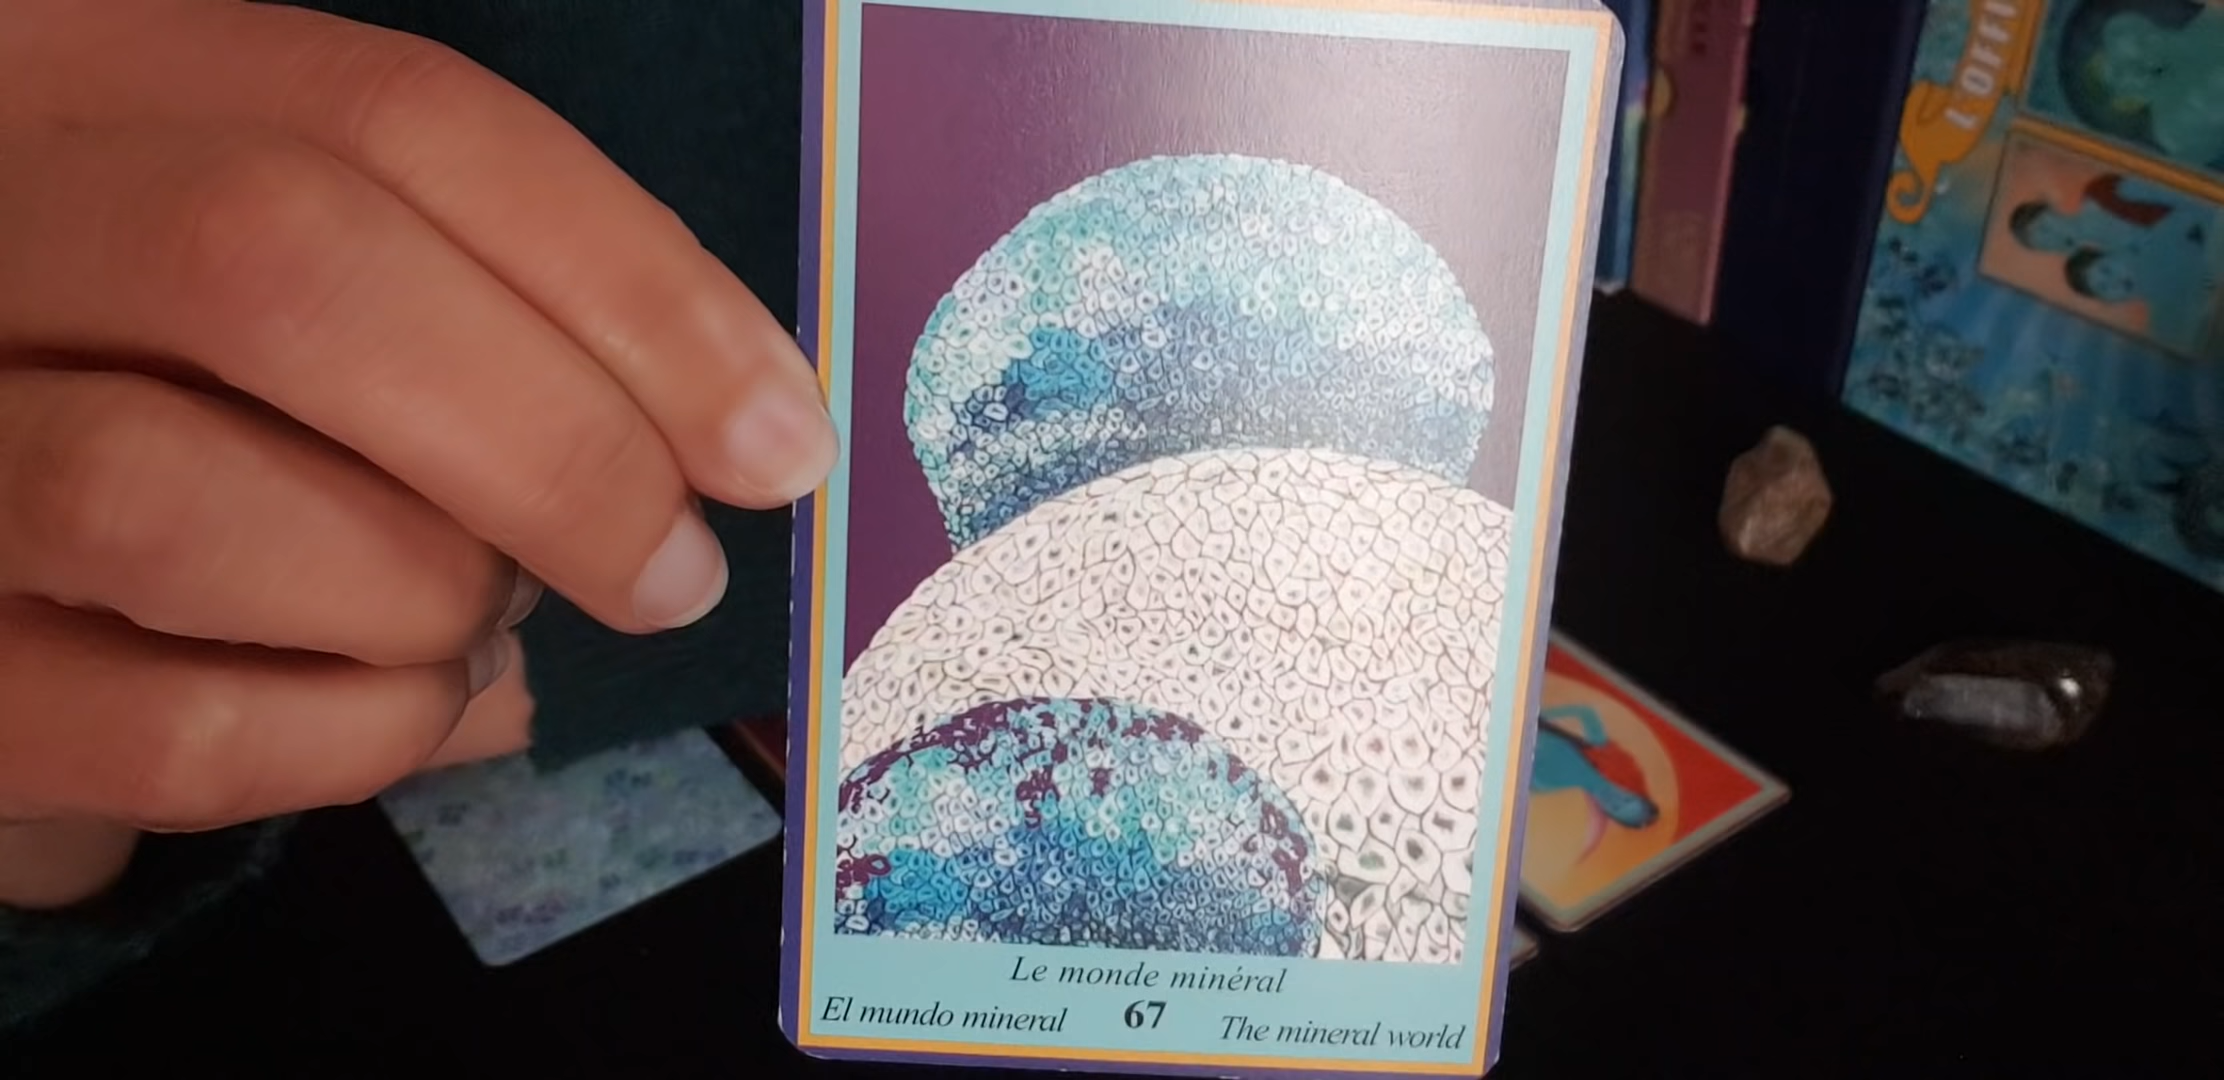 Le monde minéral
El mundo mineral 67 The mineral world